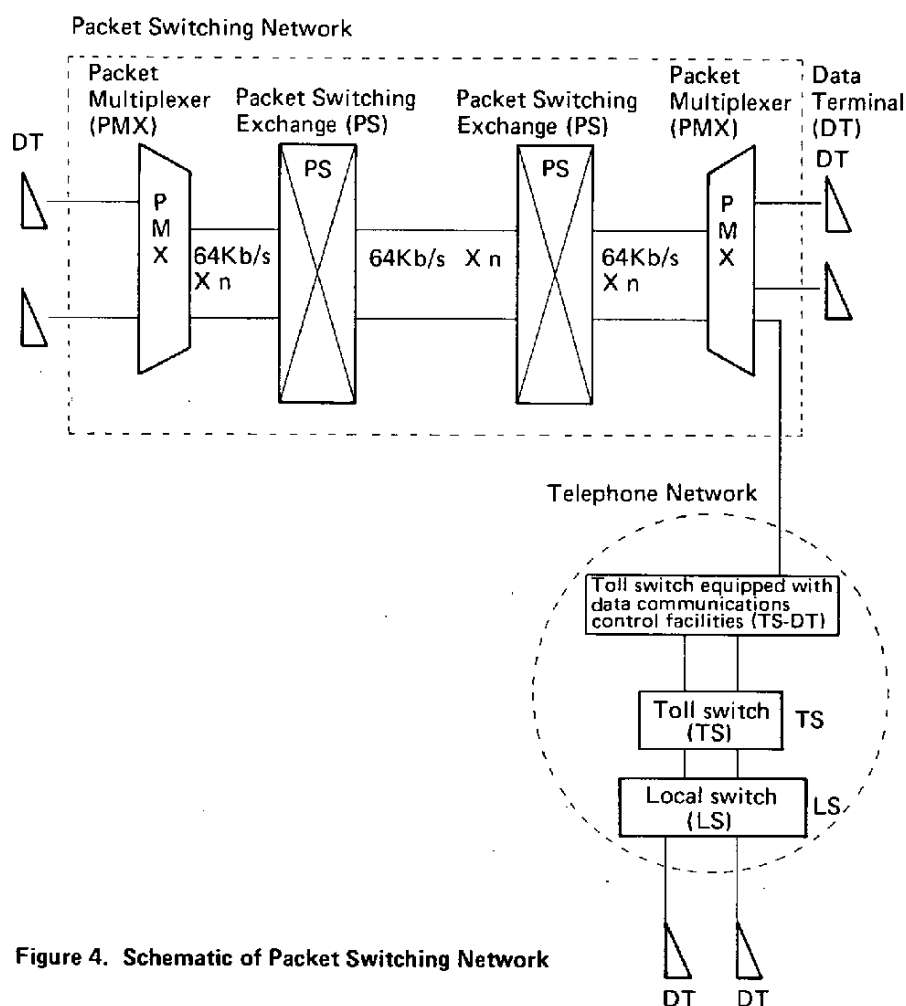 Packet Switching Network
Packet
Multiplexer
(PMX)
Packet Switching
Exchange (PS)
Packet Switching
Exchange (PS)
Packet
Multiplexer
(PMX)
Data
Terminal
(DT)
DT
DT
P
M
X
PS
PS
P
M
X
64Kb/s
X n
64Kb/s X n
64Kb/s
X n
Telephone Network
Toll switch equipped with
data communications
control facilities (TS-DT)
Toll switch
(TS)
TS
Local switch
(LS)
LS
DT
DT
Figure 4. Schematic of Packet Switching Network